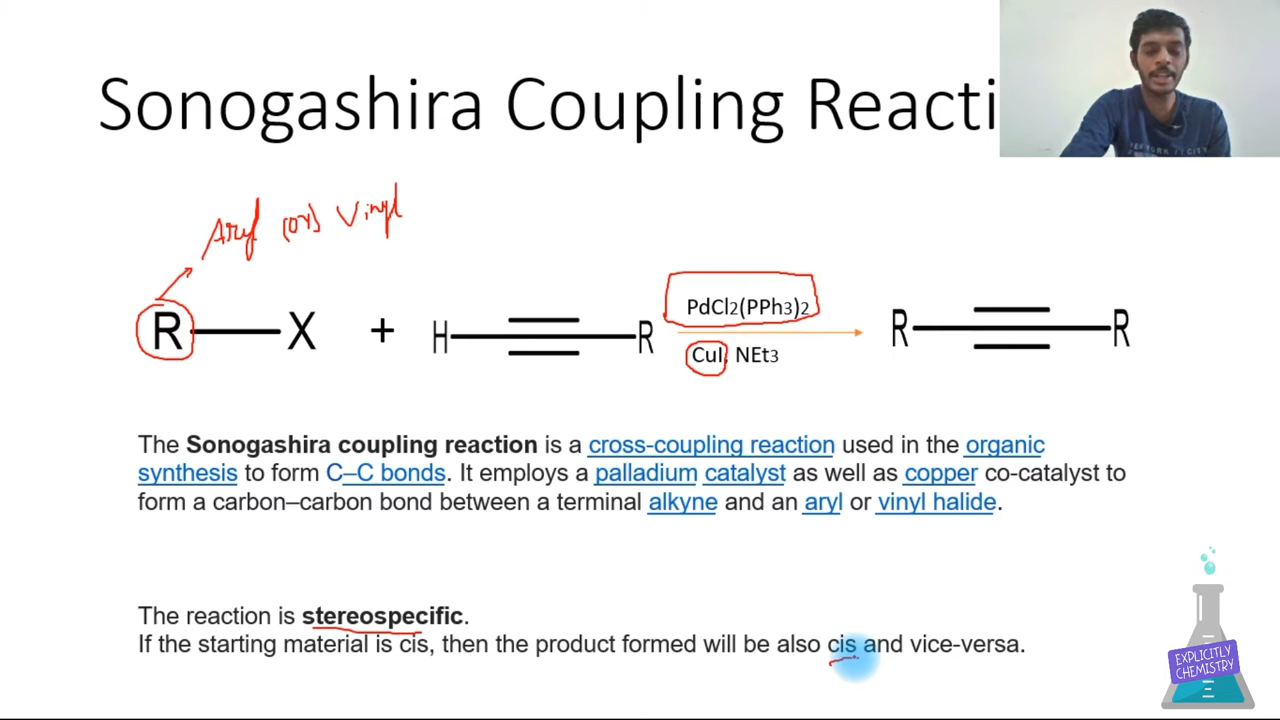 Sonogashira Coupling Reacti
NEW YORK CITY
Aryl (or) Vinyl
R—X + H—≡—R PdCl2(PPh3)2 R—≡—R
CuI, NEt3
The Sonogashira coupling reaction is a cross-coupling reaction used in the organic
synthesis to form C–C bonds. It employs a palladium catalyst as well as copper co-catalyst to
form a carbon–carbon bond between a terminal alkyne and an aryl or vinyl halide.
The reaction is stereospecific.
If the starting material is cis, then the product formed will be also cis and vice-versa.
EXPLICITLY
CHEMISTRY